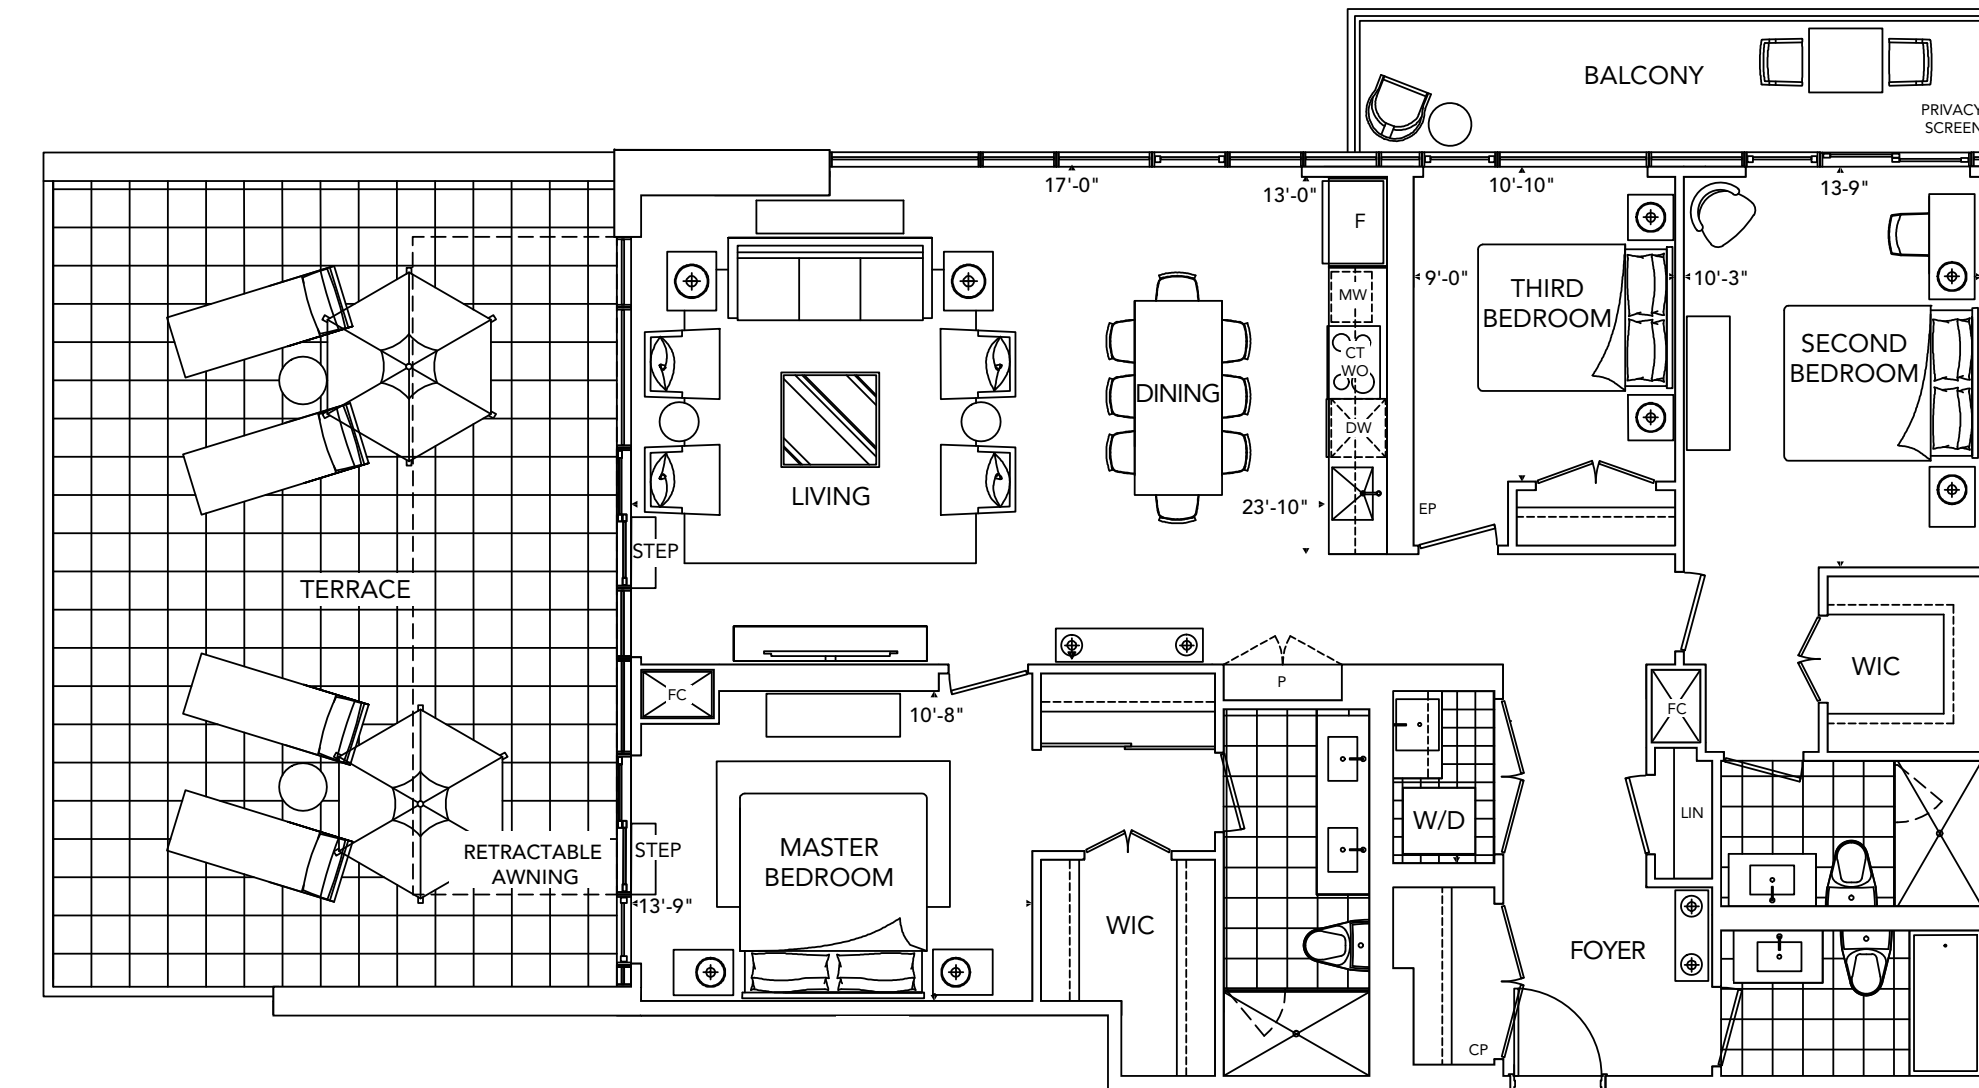 BALCONY
PRIVACY
SCREEN
17'-0"
13'-0"
10'-10"
13-9"
F
9'-0"
10'-3"
THIRD
BEDROOM
MW
SECOND
BEDROOM
CT
WO
DINING
DW
LIVING
23'-10"
EP
STEP
TERRACE
WIC
P
FC
10'-8"
FC
LIN
W/D
RETRACTABLE
AWNING
STEP
MASTER
BEDROOM
13'-9"
WIC
FOYER
CP